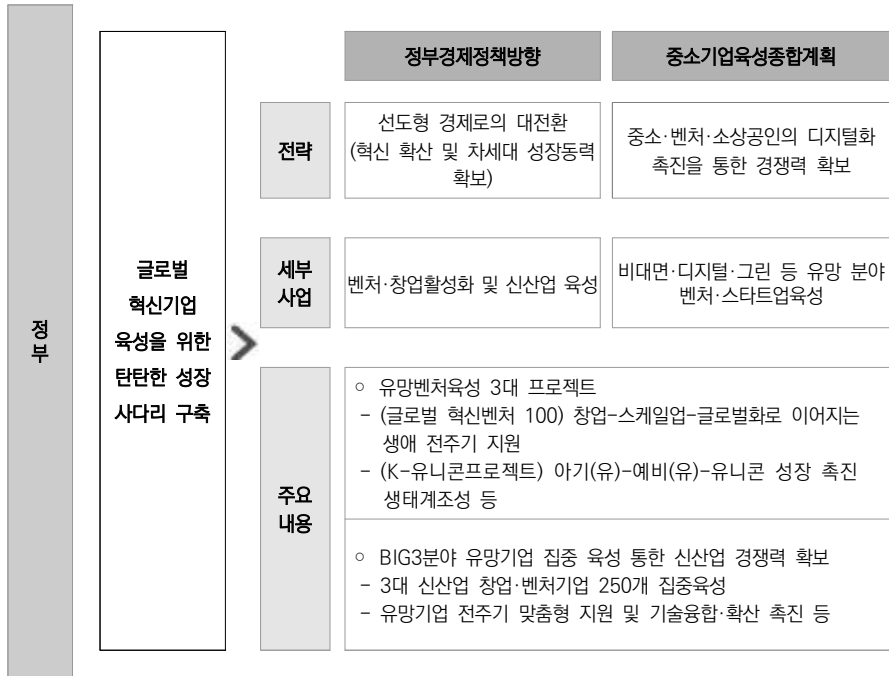 정부
글로벌
혁신기업
육성을 위한
탄탄한 성장
사다리 구축
정부경제정책방향
중소기업육성종합계획
전략
선도형 경제로의 대전환
(혁신 확산 및 차세대 성장동력
확보)
중소·벤처·소상공인의 디지털화
촉진을 통한 경쟁력 확보
세부
사업
벤처·창업활성화 및 신산업 육성
비대면·디지털·그린 등 유망 분야
벤처·스타트업육성
주요
내용
○ 유망벤처육성 3대 프로젝트
- (글로벌 혁신벤처 100) 창업-스케일업-글로벌화로 이어지는
생애 전주기 지원
- (K-유니콘프로젝트) 아기(유)-예비(유)-유니콘 성장 촉진
생태계조성 등
○ BIG3분야 유망기업 집중 육성 통한 신산업 경쟁력 확보
- 3대 신산업 창업·벤처기업 250개 집중육성
- 유망기업 전주기 맞춤형 지원 및 기술융합·확산 촉진 등